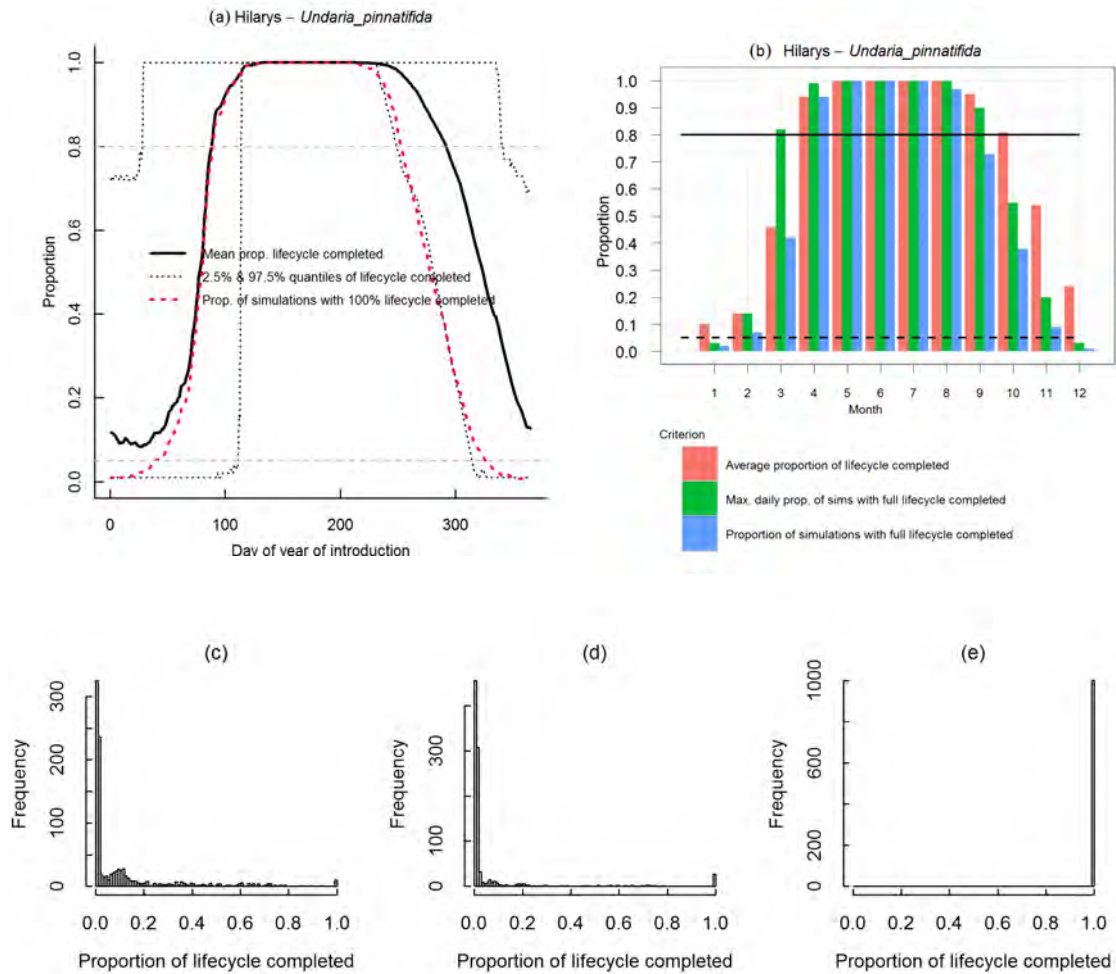 (a) Hilarys – Undaria_pinnatifida
1.0
0.8
0.6
0.4
0.2
0.0
Proportion
Mean prop. lifecycle completed
2.5% & 97.5% quantiles of lifecycle completed
Prop. of simulations with 100% lifecycle completed
0 100 200 300
Day of year of introduction
(b) Hilarys – Undaria_pinnatifida
1.0
0.9
0.8
0.7
0.6
0.5
0.4
0.3
0.2
0.1
0.0
Proportion
1 2 3 4 5 6 7 8 9 10 11 12
Month
Criterion
Average proportion of lifecycle completed
Max. daily prop. of sims with full lifecycle completed
Proportion of simulations with full lifecycle completed
(c)
300
200
100
0
Frequency
0.0 0.2 0.4 0.6 0.8 1.0
Proportion of lifecycle completed
(d)
300
100
0
Frequency
0.0 0.2 0.4 0.6 0.8 1.0
Proportion of lifecycle completed
(e)
1000
600
400
200
0
Frequency
0.0 0.2 0.4 0.6 0.8 1.0
Proportion of lifecycle completed